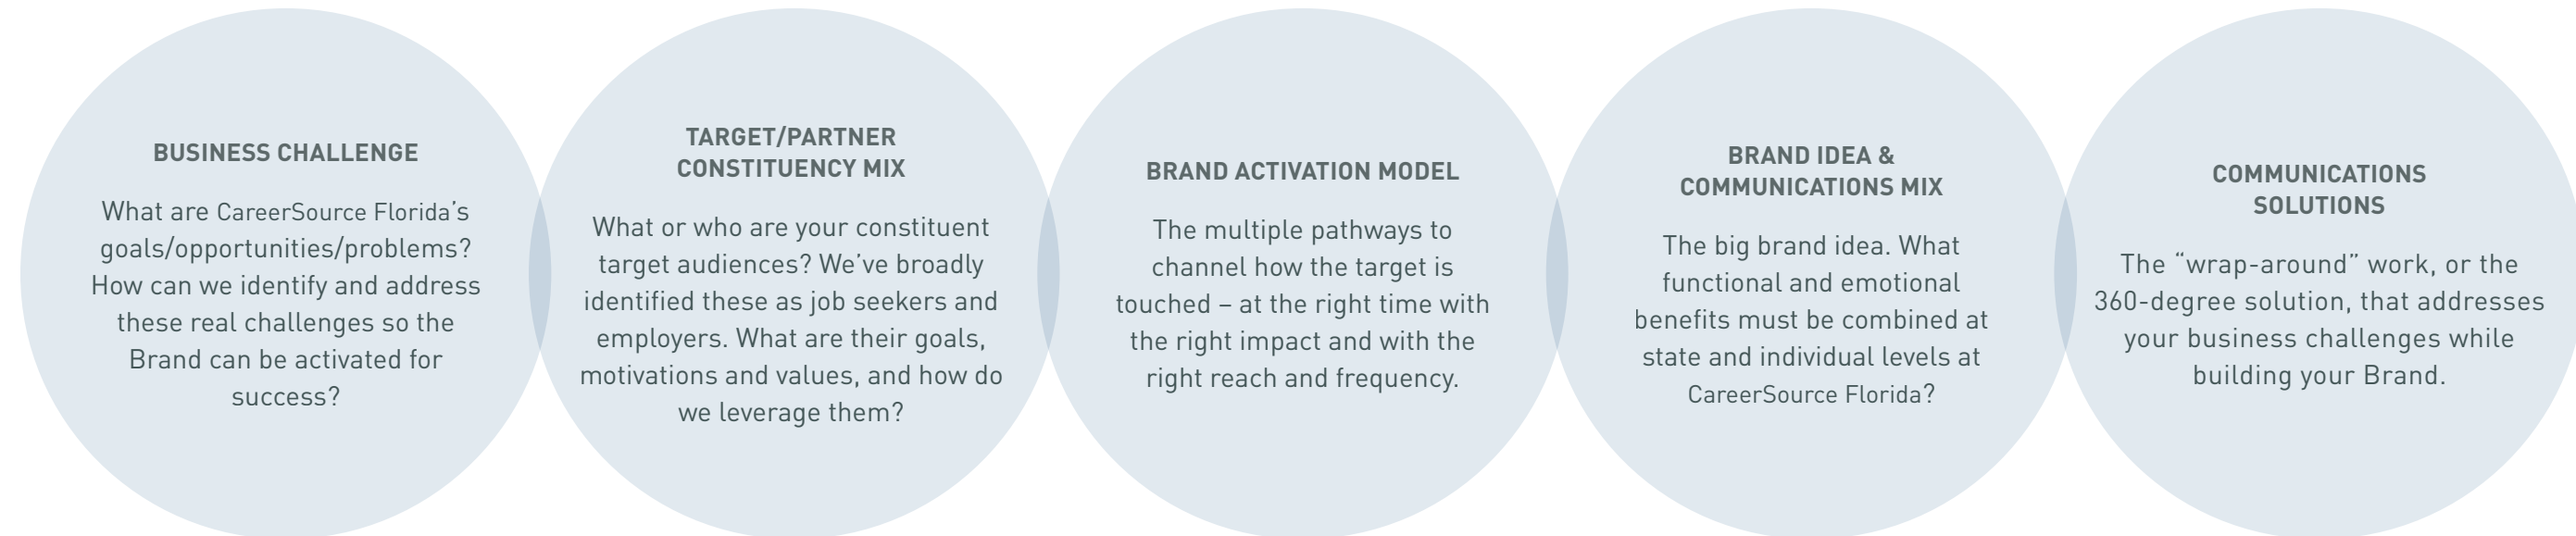 BUSINESS CHALLENGE
What are CareerSource Florida’s
goals/opportunities/problems?
How can we identify and address
these real challenges so the
Brand can be activated for
success?
TARGET/PARTNER
CONSTITUENCY MIX
What or who are your constituent
target audiences? We’ve broadly
identified these as job seekers and
employers. What are their goals,
motivations and values, and how do
we leverage them?
BRAND ACTIVATION MODEL
The multiple pathways to
channel how the target is
touched – at the right time with
the right impact and with the
right reach and frequency.
BRAND IDEA &
COMMUNICATIONS MIX
The big brand idea. What
functional and emotional
benefits must be combined at
state and individual levels at
CareerSource Florida?
COMMUNICATIONS
SOLUTIONS
The “wrap-around” work, or the
360-degree solution, that addresses
your business challenges while
building your Brand.